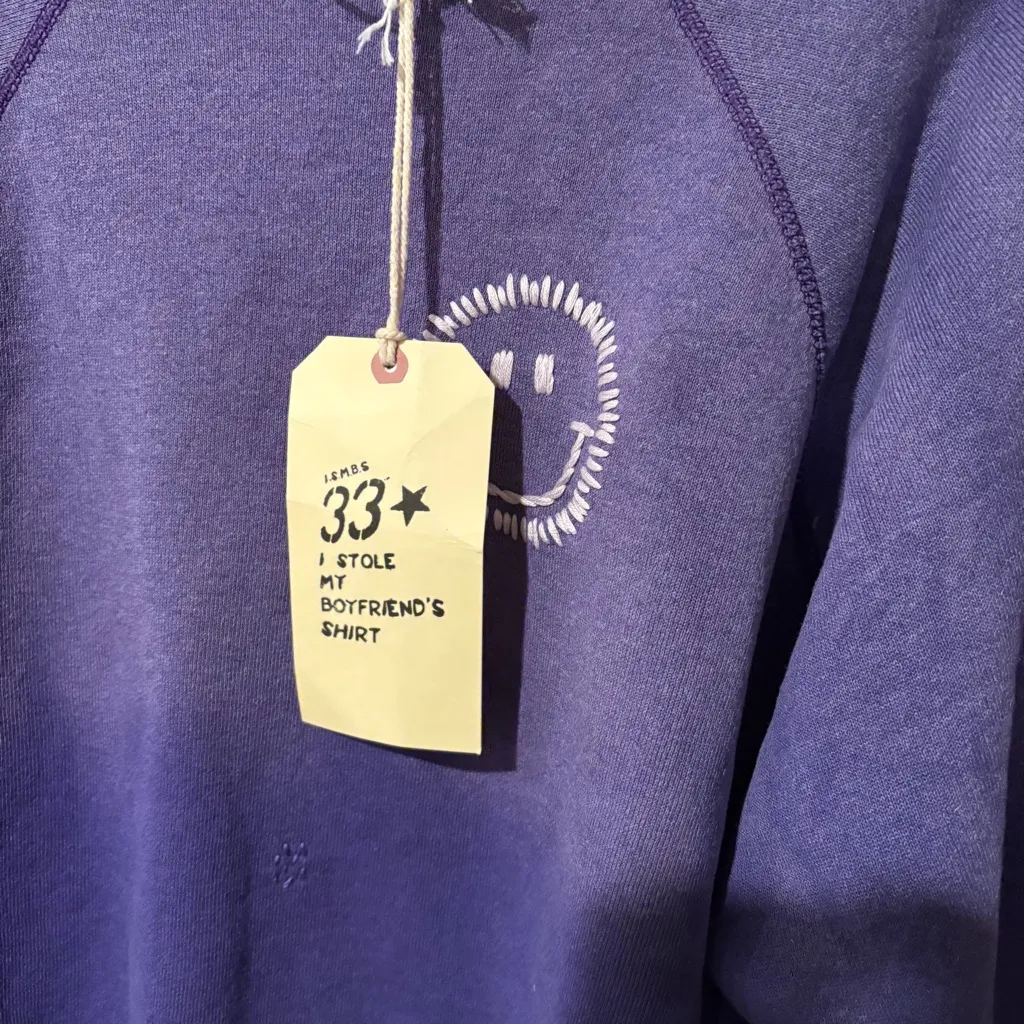 I.S.M.B.S
33★
I STOLE
MY
BOYFRIEND'S
SHIRT